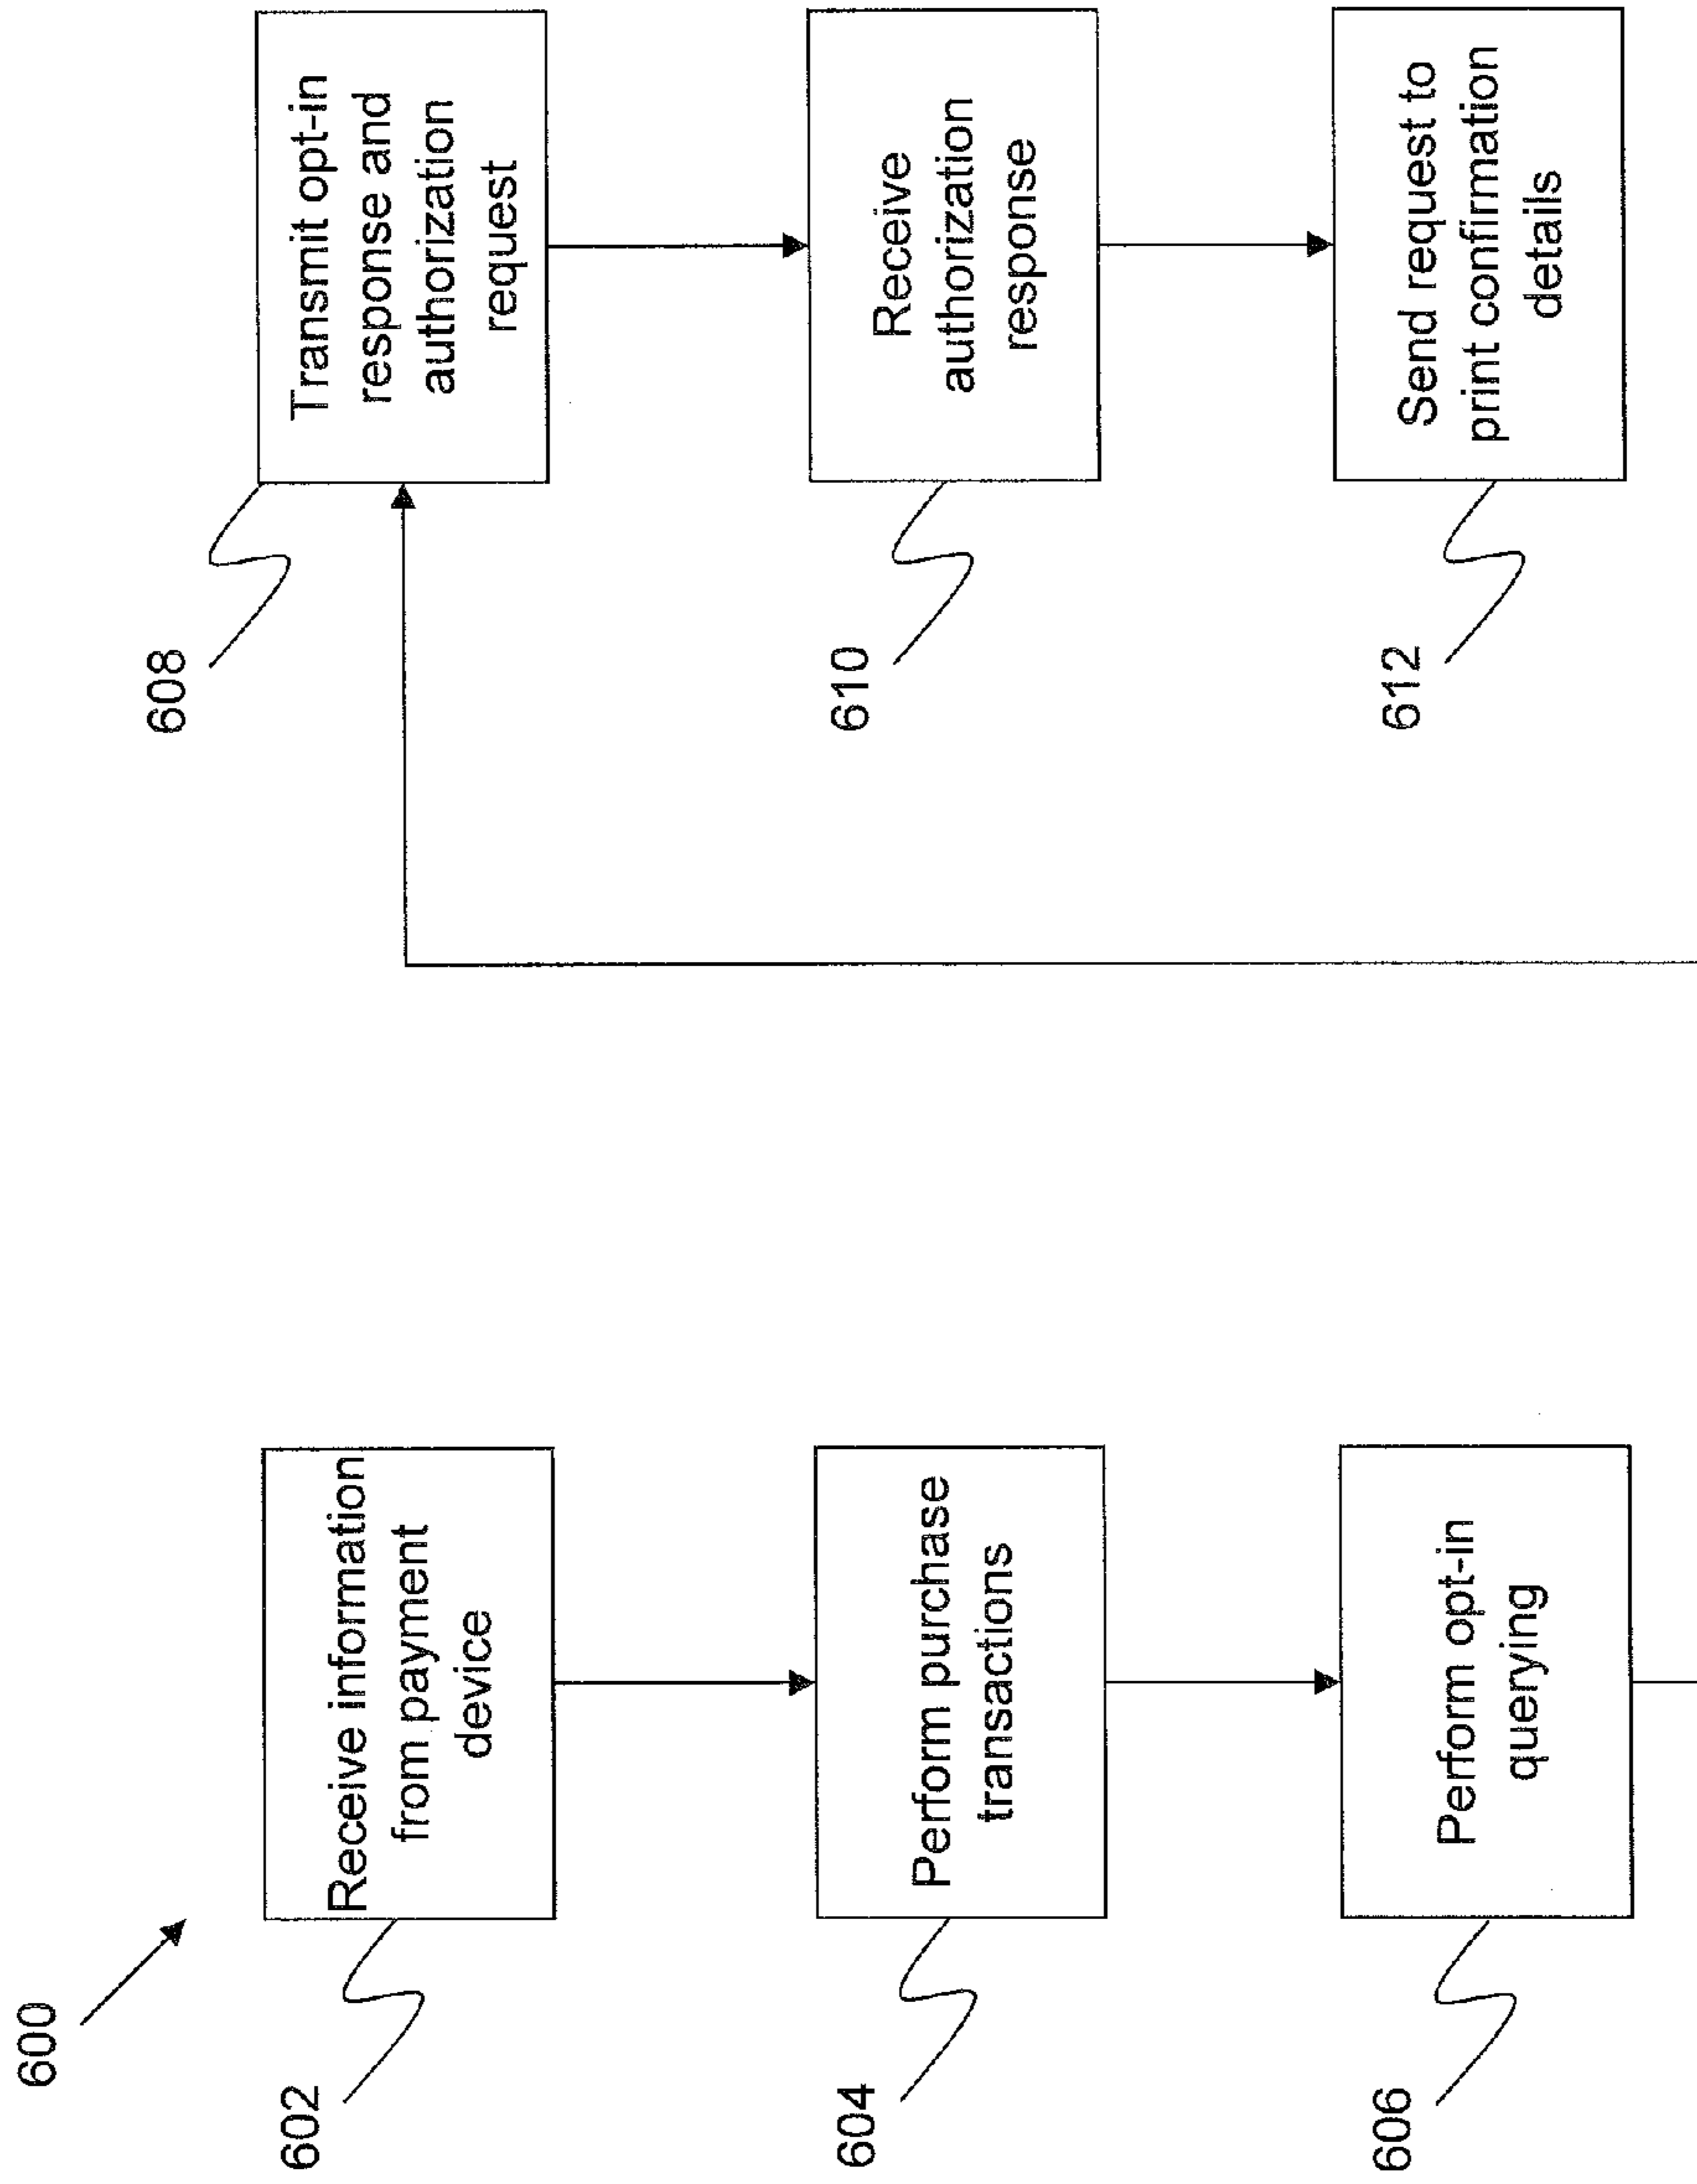 600
602
Receive information
from payment
device
604
Perform purchase
transactions
606
Perform opt-in
querying
608
Transmit opt-in
response and
authorization
request
610
Receive
authorization
response
612
Send request to
print confirmation
details